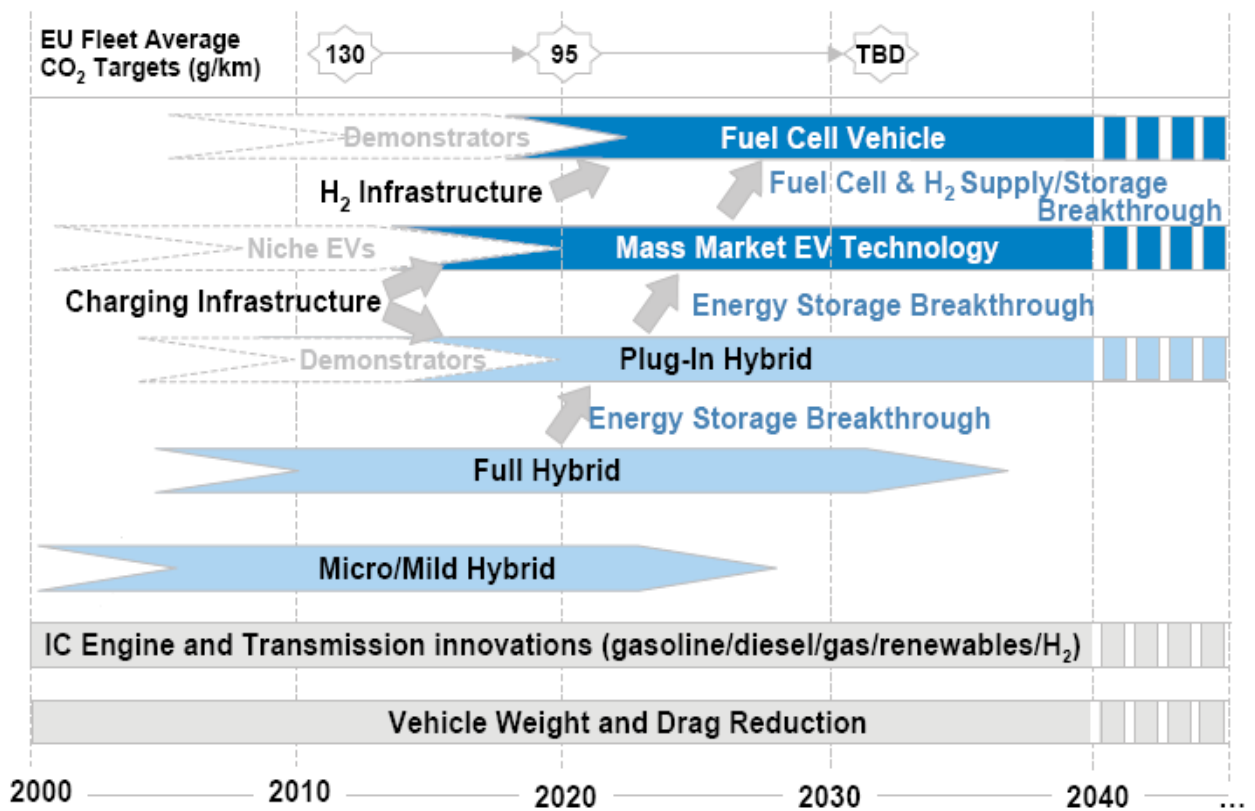 EU Fleet Average
CO₂ Targets (g/km)
130
95
TBD
Demonstrators
Fuel Cell Vehicle
H₂ Infrastructure
Fuel Cell & H₂ Supply/Storage
Breakthrough
Niche EVs
Mass Market EV Technology
Charging Infrastructure
Energy Storage Breakthrough
Demonstrators
Plug-In Hybrid
Energy Storage Breakthrough
Full Hybrid
Micro/Mild Hybrid
IC Engine and Transmission innovations (gasoline/diesel/gas/renewables/H₂)
Vehicle Weight and Drag Reduction
2000
2010
2020
2030
2040
...